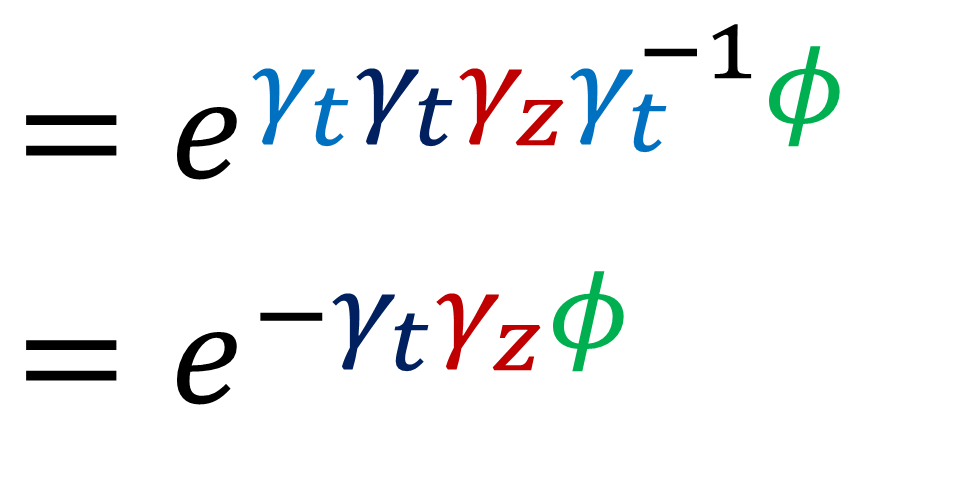 = e^{γ_t γ_t γ_z γ_t^{-1} ϕ}
= e^{-γ_t γ_z ϕ}